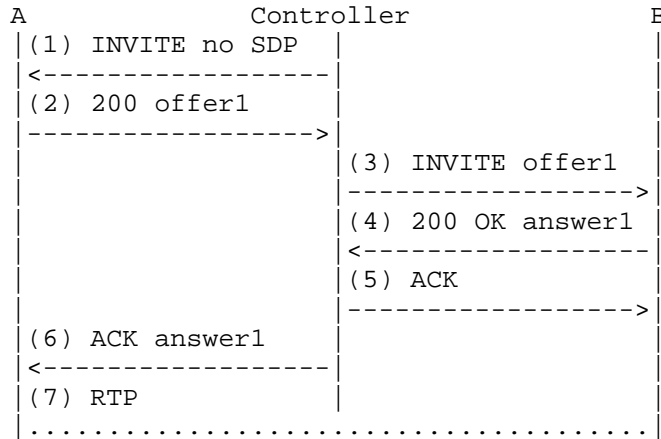 A Controller B
(1) INVITE no SDP
(2) 200 offer1
(3) INVITE offer1
(4) 200 OK answer1
(5) ACK
(6) ACK answer1
(7) RTP